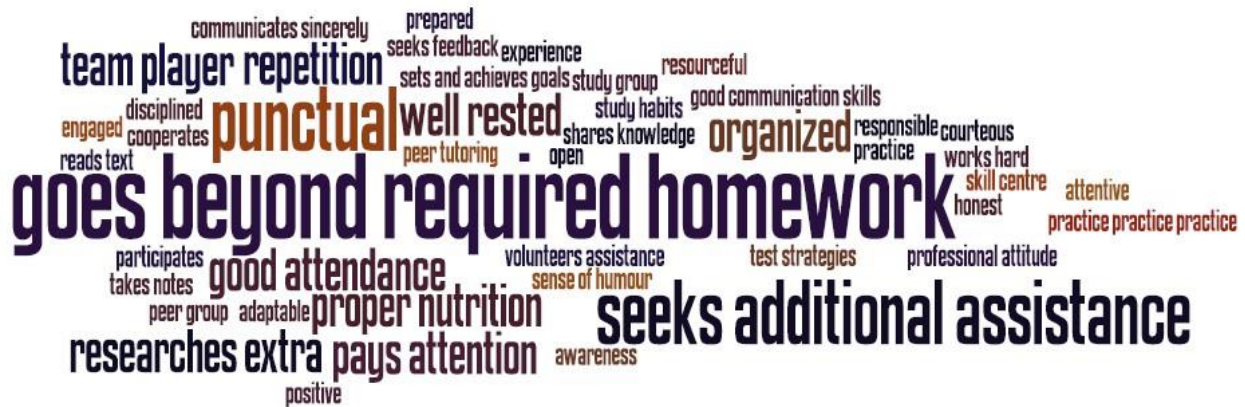 communicates sincerely
prepared
seeks feedback
experience
team player
repetition
sets and achieves goals
study group
resourceful
disciplined
punctual
well rested
study habits
good communication skills
engaged
cooperates
shares knowledge
organized
responsible
courteous
reads text
peer tutoring
open
practice
works hard
goes beyond required homework
skill centre
attentive
honest
practice practice practice
participates
good attendance
volunteers assistance
test strategies
professional attitude
takes notes
sense of humour
peer group
adaptable
proper nutrition
seeks additional assistance
researches extra
pays attention
awareness
positive